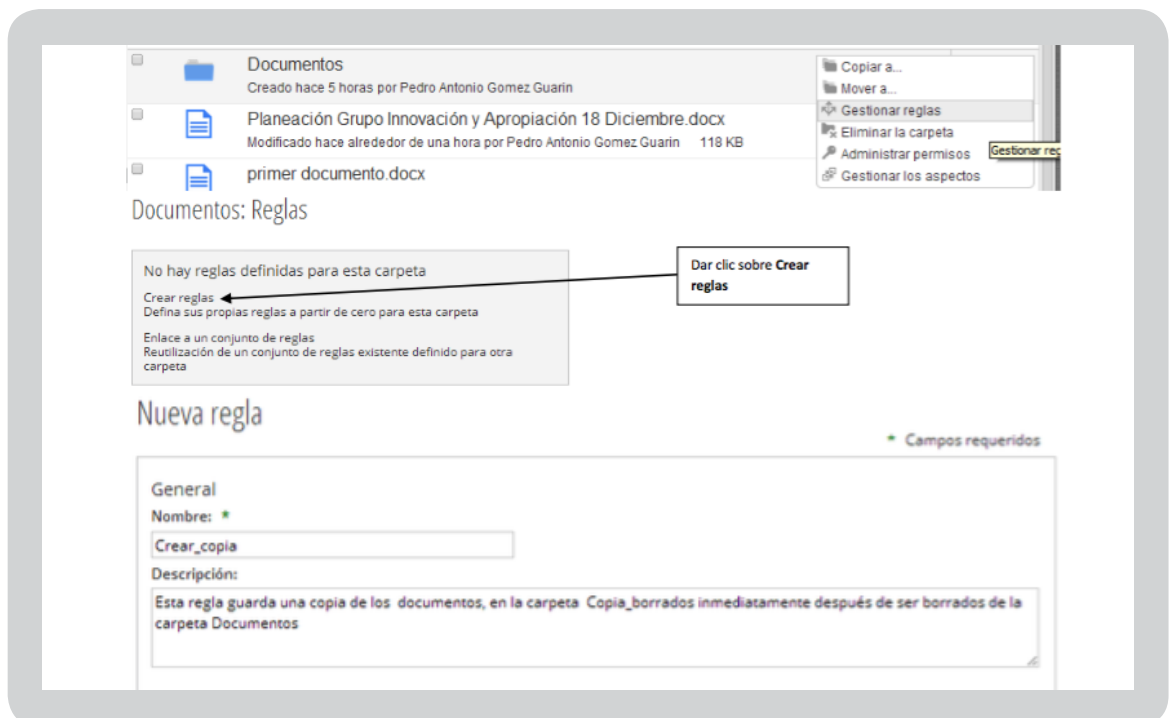 Documentos
Creado hace 5 horas por Pedro Antonio Gomez Guarin
Planeación Grupo Innovación y Apropiación 18 Diciembre.docx
Modificado hace alrededor de una hora por Pedro Antonio Gomez Guarin 118 KB
primer documento.docx
Copiar a...
Mover a...
Gestionar reglas
Eliminar la carpeta
Administrar permisos
Gestionar los aspectos
Gestionar reg
Documentos: Reglas
No hay reglas definidas para esta carpeta
Crear reglas
Defina sus propias reglas a partir de cero para esta carpeta
Enlace a un conjunto de reglas
Reutilización de un conjunto de reglas existente definido para otra
carpeta
Dar clic sobre Crear
reglas
Nueva regla
* Campos requeridos
General
Nombre: *
Crear_copia
Descripción:
Esta regla guarda una copia de los documentos, en la carpeta Copia_borrados inmediatamente después de ser borrados de la
carpeta Documentos